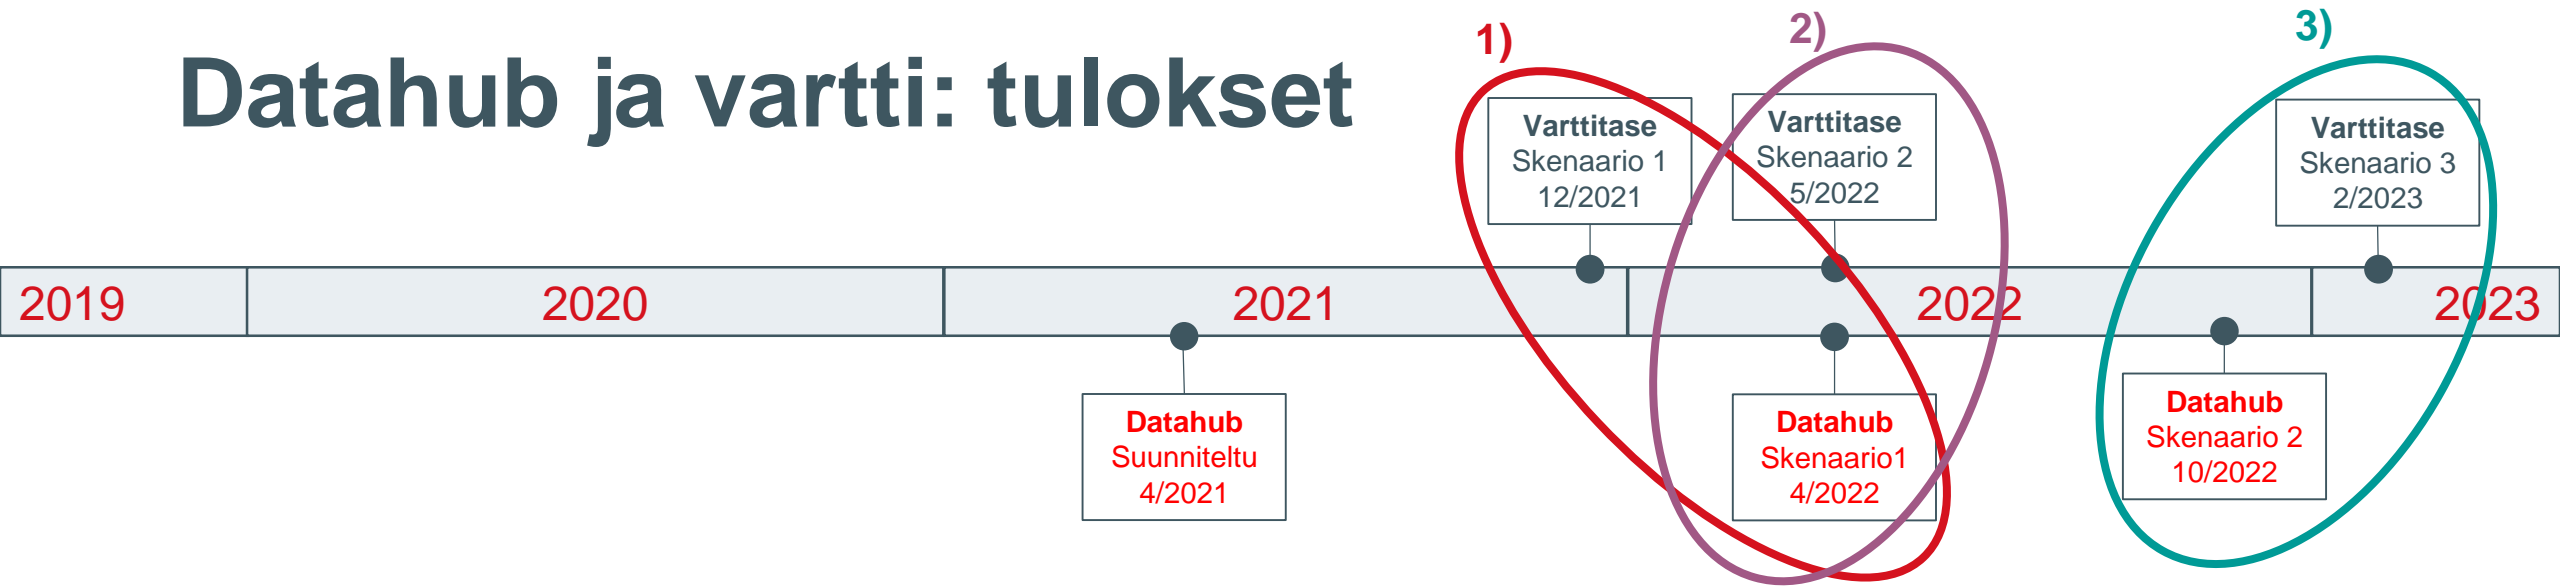 Datahub ja vartti: tulokset
1)
2)
3)
Varttitase
Skenaario 1
12/2021
Varttitase
Skenaario 2
5/2022
Varttitase
Skenaario 3
2/2023
2019
2020
2021
2022
2023
Datahub
Suunniteltu
4/2021
Datahub
Skenaario1
4/2022
Datahub
Skenaario 2
10/2022